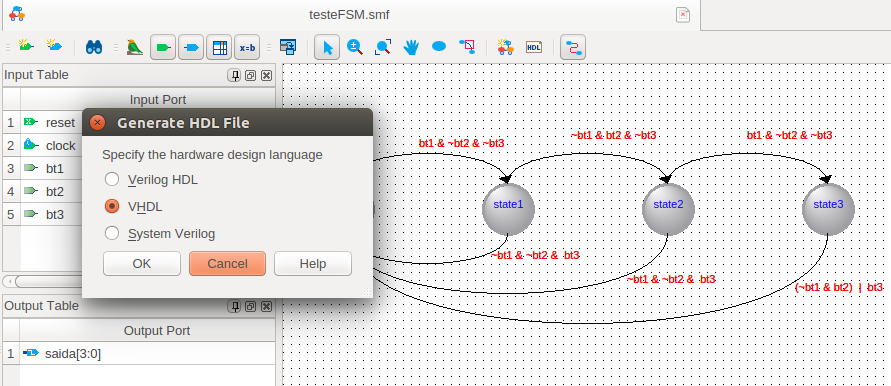 testeFSM.smf
x=b
HDL
Input Table
Input Port
1 reset
2 clock
3 bt1
4 bt2
5 bt3
Generate HDL File
Specify the hardware design language
Verilog HDL
VHDL
System Verilog
OK Cancel Help
Output Table
Output Port
1 saida[3:0]
bt1 & ~bt2 & ~bt3
~bt1 & bt2 & ~bt3
bt1 & ~bt2 & ~bt3
state1
state2
state3
~bt1 & ~bt2 & bt3
~bt1 & ~bt2 & bt3
(~bt1 & bt2) | bt3